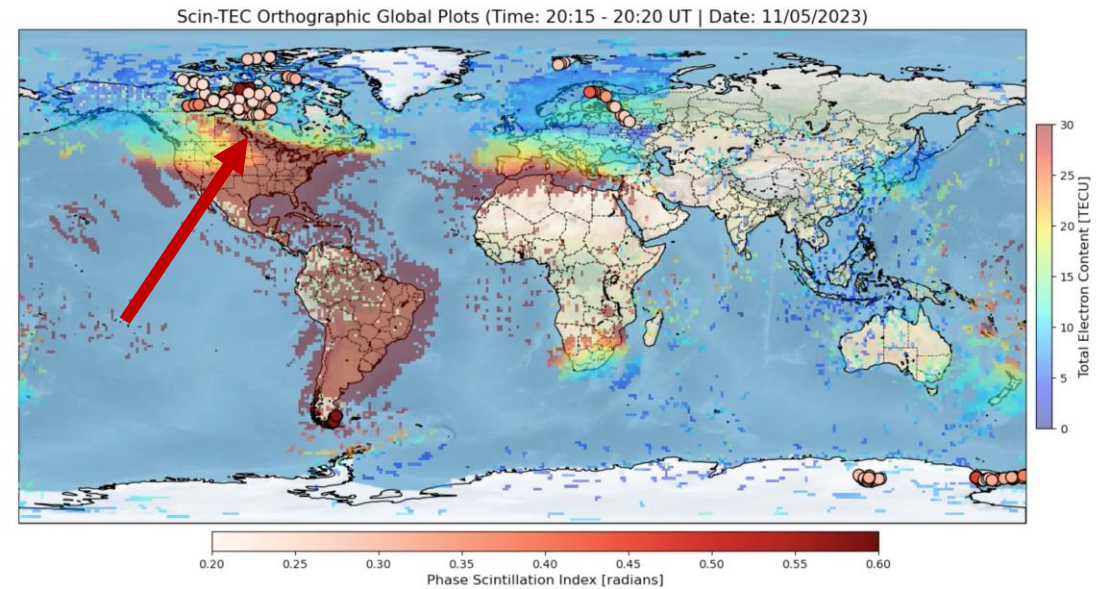 Scin-TEC Orthographic Global Plots (Time: 20:15 - 20:20 UT | Date: 11/05/2023)
30
25
20
15
10
5
0
Total Electron Content [TECU]
0.20 0.25 0.30 0.35 0.40 0.45 0.50 0.55 0.60
Phase Scintillation Index [radians]